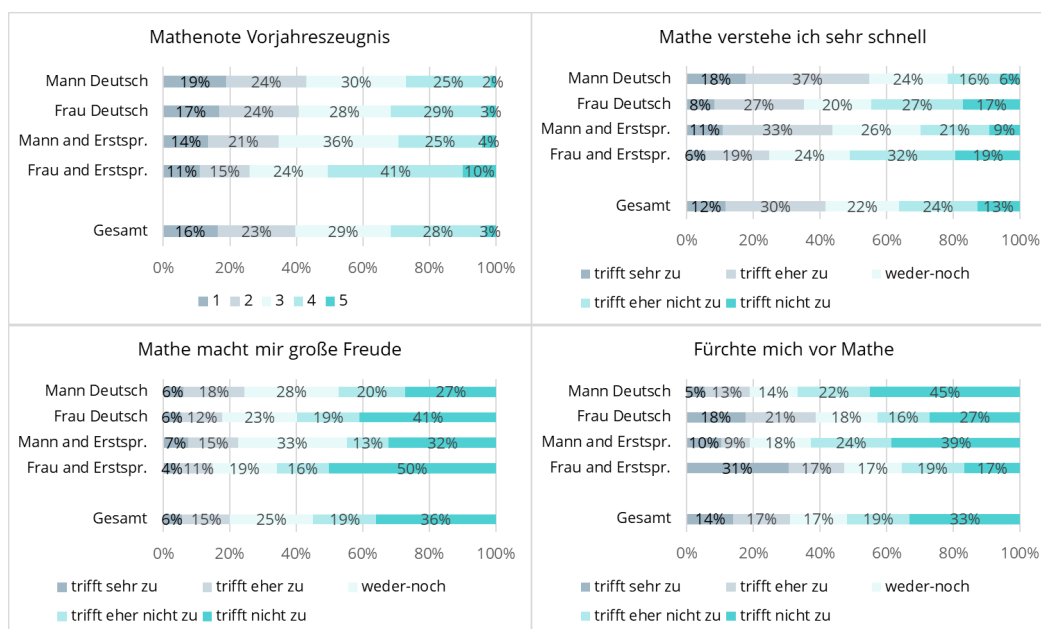 Mathenote Vorjahreszeugnis
Mann Deutsch 19% 24% 30% 25% 2%
Frau Deutsch 17% 24% 28% 29% 3%
Mann and Erstspr. 14% 21% 36% 25% 4%
Frau and Erstspr. 11% 15% 24% 41% 10%
Gesamt 16% 23% 29% 28% 3%
0% 20% 40% 60% 80% 100%
1 2 3 4 5
Mathe verstehe ich sehr schnell
Mann Deutsch 18% 37% 24% 16% 6%
Frau Deutsch 8% 27% 20% 27% 17%
Mann and Erstspr. 11% 33% 26% 21% 9%
Frau and Erstspr. 6% 19% 24% 32% 19%
Gesamt 12% 30% 22% 24% 13%
0% 20% 40% 60% 80% 100%
trifft sehr zu trifft eher zu weder-noch
trifft eher nicht zu trifft nicht zu
Mathe macht mir große Freude
Mann Deutsch 6% 18% 28% 20% 27%
Frau Deutsch 6% 12% 23% 19% 41%
Mann and Erstspr. 7% 15% 33% 13% 32%
Frau and Erstspr. 4% 11% 19% 16% 50%
Gesamt 6% 15% 25% 19% 36%
0% 20% 40% 60% 80% 100%
trifft sehr zu trifft eher zu weder-noch
trifft eher nicht zu trifft nicht zu
Fürchte mich vor Mathe
Mann Deutsch 5% 13% 14% 22% 45%
Frau Deutsch 18% 21% 18% 16% 27%
Mann and Erstspr. 10% 9% 18% 24% 39%
Frau and Erstspr. 31% 17% 17% 19% 17%
Gesamt 14% 17% 17% 19% 33%
0% 20% 40% 60% 80% 100%
trifft sehr zu trifft eher zu weder-noch
trifft eher nicht zu trifft nicht zu